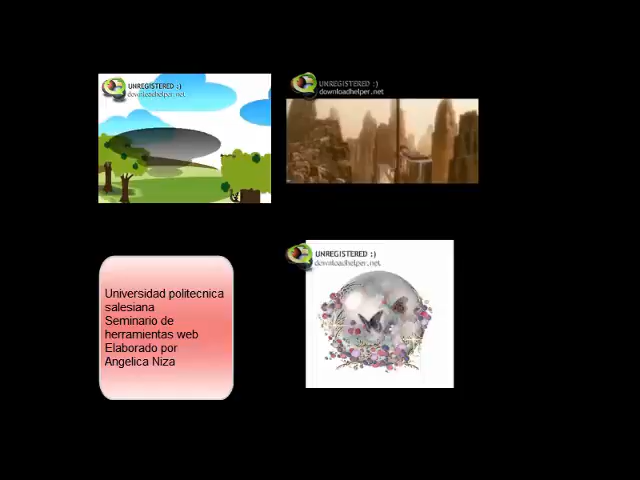 UNREGISTERED :)
downloadhelper.net
UNREGISTERED :)
downloadhelper.net
Universidad politecnica
salesiana
Seminario de
herramientas web
Elaborado por
Angelica Niza
UNREGISTERED :)
downloadhelper.net